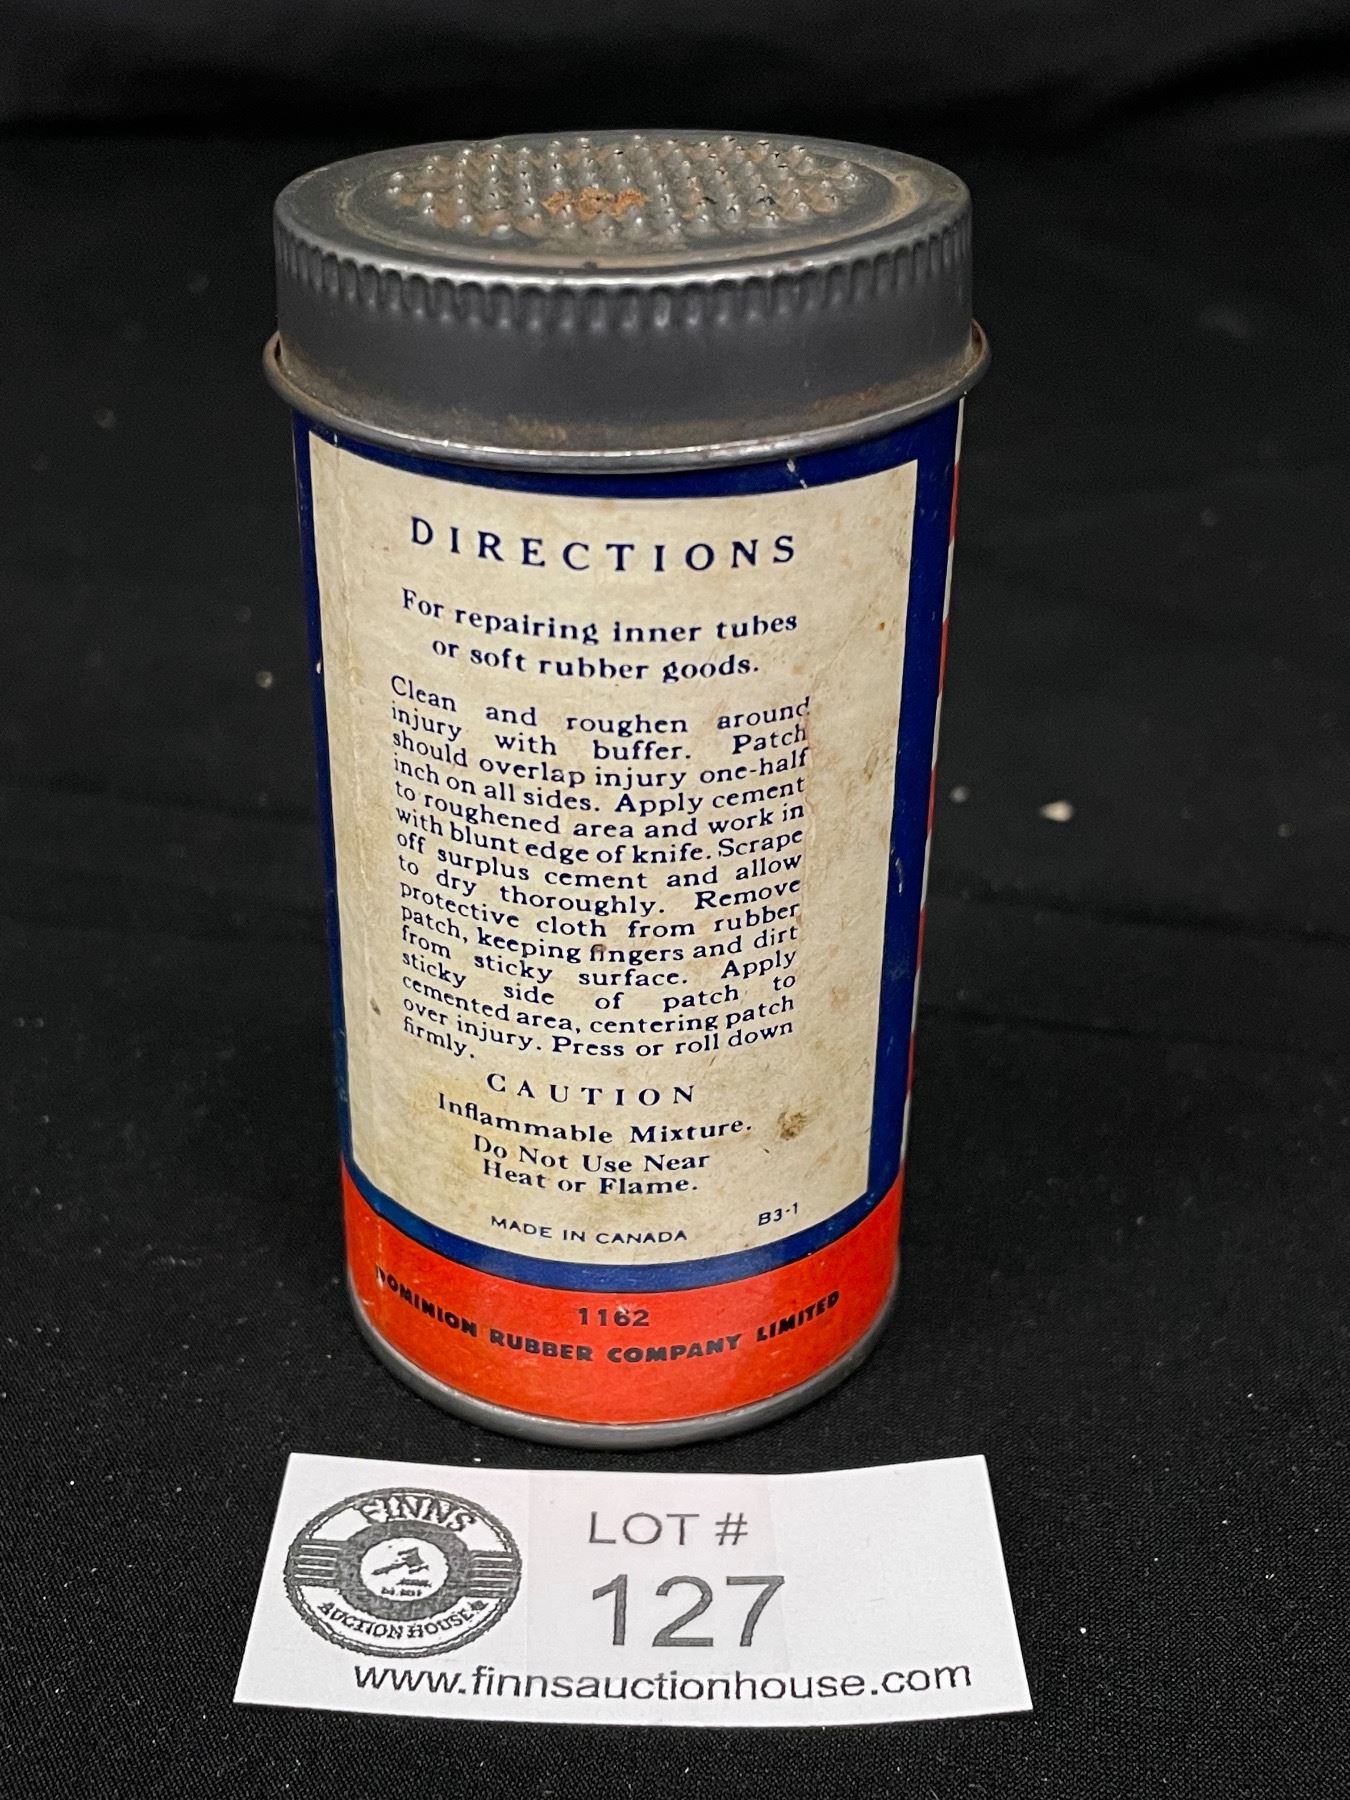 DIRECTIONS
For repairing inner tubes
or soft rubber goods.
Clean and roughen around
injury with buffer. Patch
should overlap injury one-half
inch on all sides. Apply cement
to roughened area and work in
with blunt edge of knife. Scrape
off surplus cement and allow
to dry thoroughly. Remove
protective cloth from rubber
patch, keeping fingers and dirt
from sticky surface. Apply
sticky side of patch to
cemented area, centering patch
over injury. Press or roll down
firmly.
CAUTION
Inflammable Mixture.
Do Not Use Near
Heat or Flame.
MADE IN CANADA B3-1
1162
DOMINION RUBBER COMPANY LIMITED
FINNS
AUCTION HOUSE
LOT #
127
www.finnsauctionhouse.com